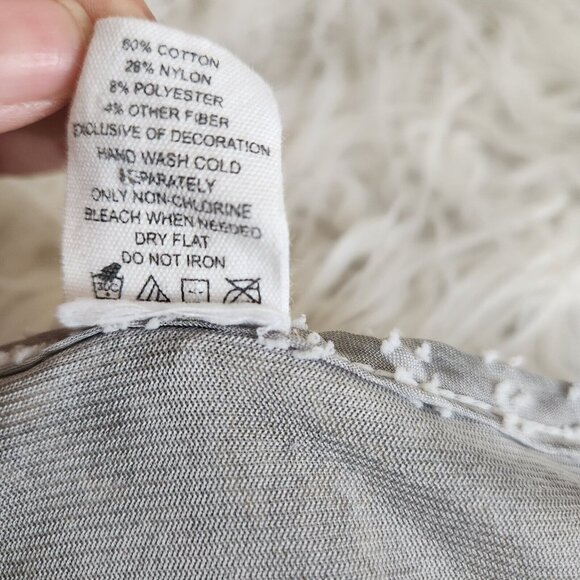 60% COTTON
28% NYLON
8% POLYESTER
4% OTHER FIBER
EXCLUSIVE OF DECORATION
HAND WASH COLD
SEPARATELY
ONLY NON-CHLORINE
BLEACH WHEN NEEDED
DRY FLAT
DO NOT IRON